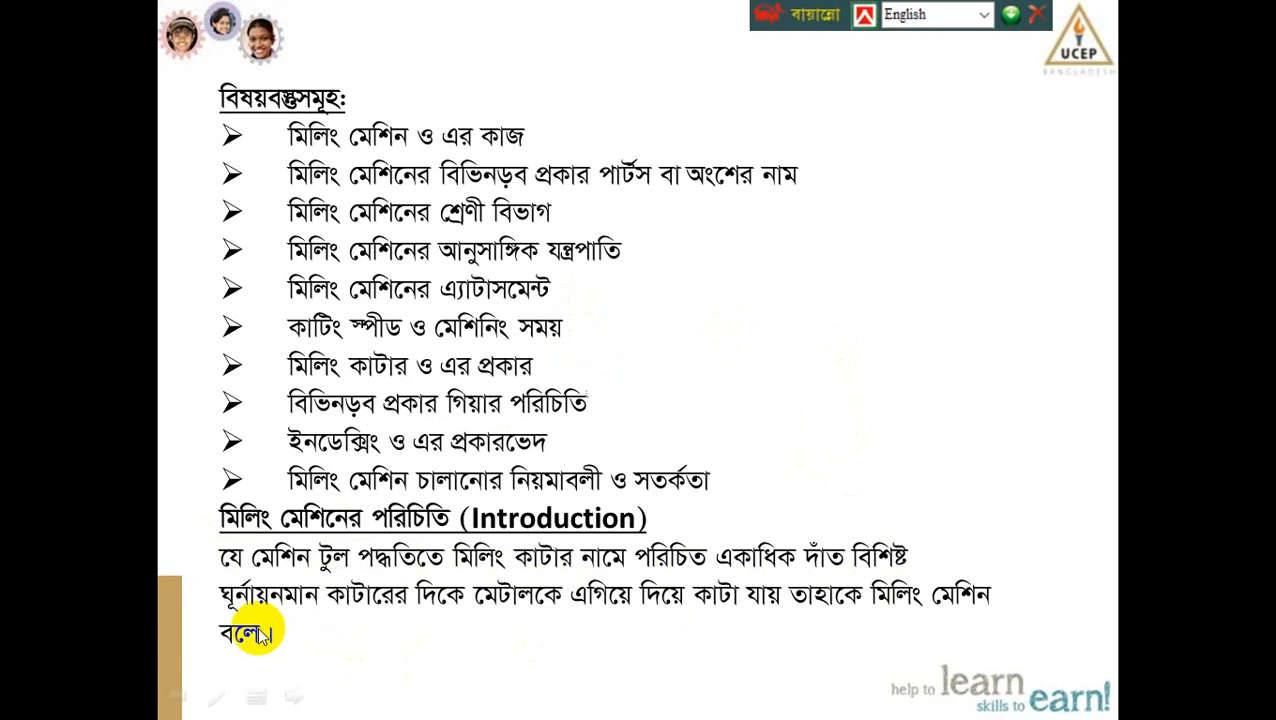 বায়ান্নো English
UCEP
BANGLADESH
বিষয়বস্তুসমূহ:
মিলিং মেশিন ও এর কাজ
মিলিং মেশিনের বিভিনড়ব প্রকার পার্টস বা অংশের নাম
মিলিং মেশিনের শ্রেণী বিভাগ
মিলিং মেশিনের আনুসাঙ্গিক যন্ত্রপাতি
মিলিং মেশিনের এ্যাটাসমেন্ট
কাটিং স্পীড ও মেশিনিং সময়
মিলিং কাটার ও এর প্রকার
বিভিনড়ব প্রকার গিয়ার পরিচিতি
ইনডেক্সিং ও এর প্রকারভেদ
মিলিং মেশিন চালানোর নিয়মাবলী ও সতর্কতা
মিলিং মেশিনের পরিচিতি (Introduction)
যে মেশিন টুল পদ্ধতিতে মিলিং কাটার নামে পরিচিত একাধিক দাঁত বিশিষ্ট
ঘূর্নায়নমান কাটারের দিকে মেটালকে এগিয়ে দিয়ে কাটা যায় তাহাকে মিলিং মেশিন
বলে।
help to learn
skills to earn!